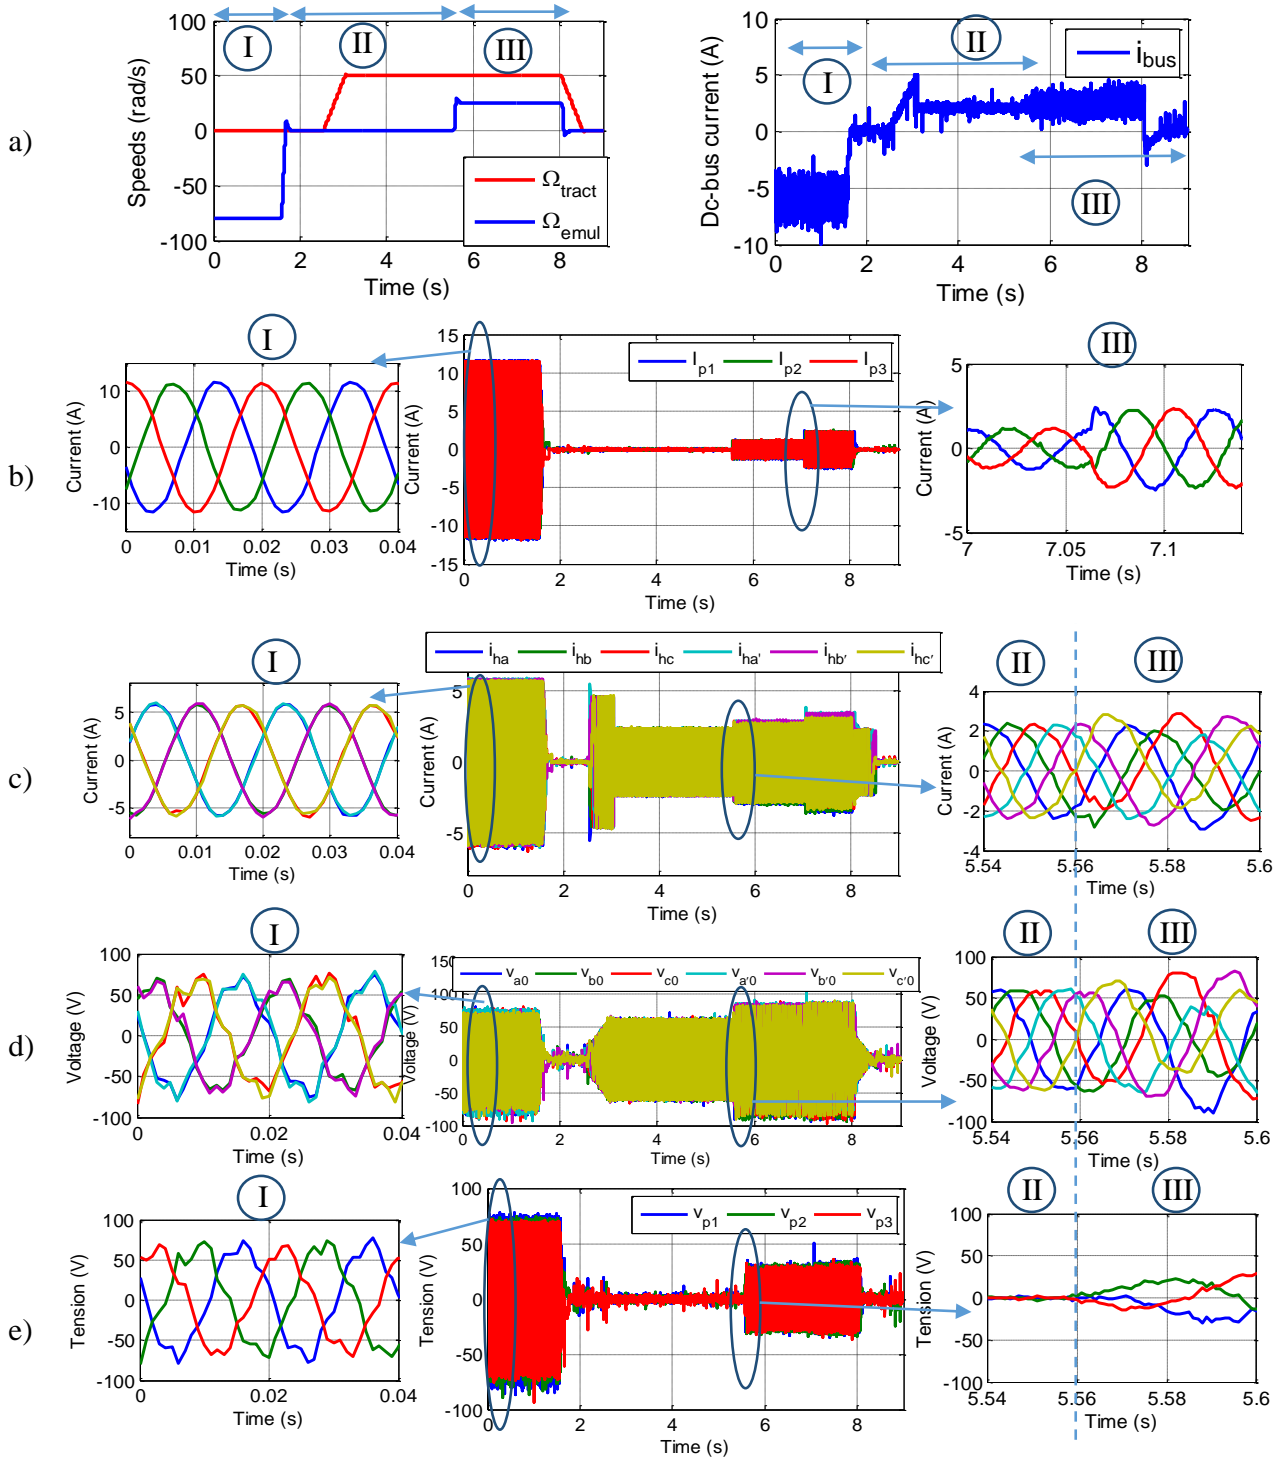 a)
I
II
III
100
50
0
-50
-100
0
2
4
6
8
Speeds (rad/s)
Time (s)
Ω_tract
Ω_emul
I
II
III
10
5
0
-5
-10
0
2
4
6
8
Dc-bus current (A)
Time (s)
i_bus
b)
I
10
5
0
-5
-10
0
0.01
0.02
0.03
0.04
Current (A)
Time (s)
15
10
5
0
-5
-10
-15
0
2
4
6
8
Current (A)
Time (s)
I_p1 I_p2 I_p3
III
5
0
-5
7
7.05
7.1
Current (A)
Time (s)
c)
I
5
0
-5
0
0.01
0.02
0.03
0.04
Current (A)
Time (s)
i_ha i_hb i_hc i_ha' i_hb' i_hc'
5
0
-5
0
2
4
6
8
Current (A)
Time (s)
II
III
4
2
0
-2
-4
5.54
5.56
5.58
5.6
Current (A)
Time (s)
d)
I
100
50
0
-50
-100
0
0.02
0.04
Voltage (V)
Time (s)
v_a0 v_b0 v_c0 v_a'0 v_b'0 v_c'0
100
50
0
-50
-100
0
2
4
6
8
Voltage (V)
Time (s)
II
III
100
50
0
-50
-100
5.54
5.56
5.58
5.6
Voltage (V)
Time (s)
e)
I
100
50
0
-50
-100
0
0.02
0.04
Tension (V)
Time (s)
v_p1 v_p2 v_p3
100
50
0
-50
-100
0
2
4
6
8
Tension (V)
Time (s)
II
III
100
50
0
-50
-100
5.54
5.56
5.58
5.6
Tension (V)
Time (s)